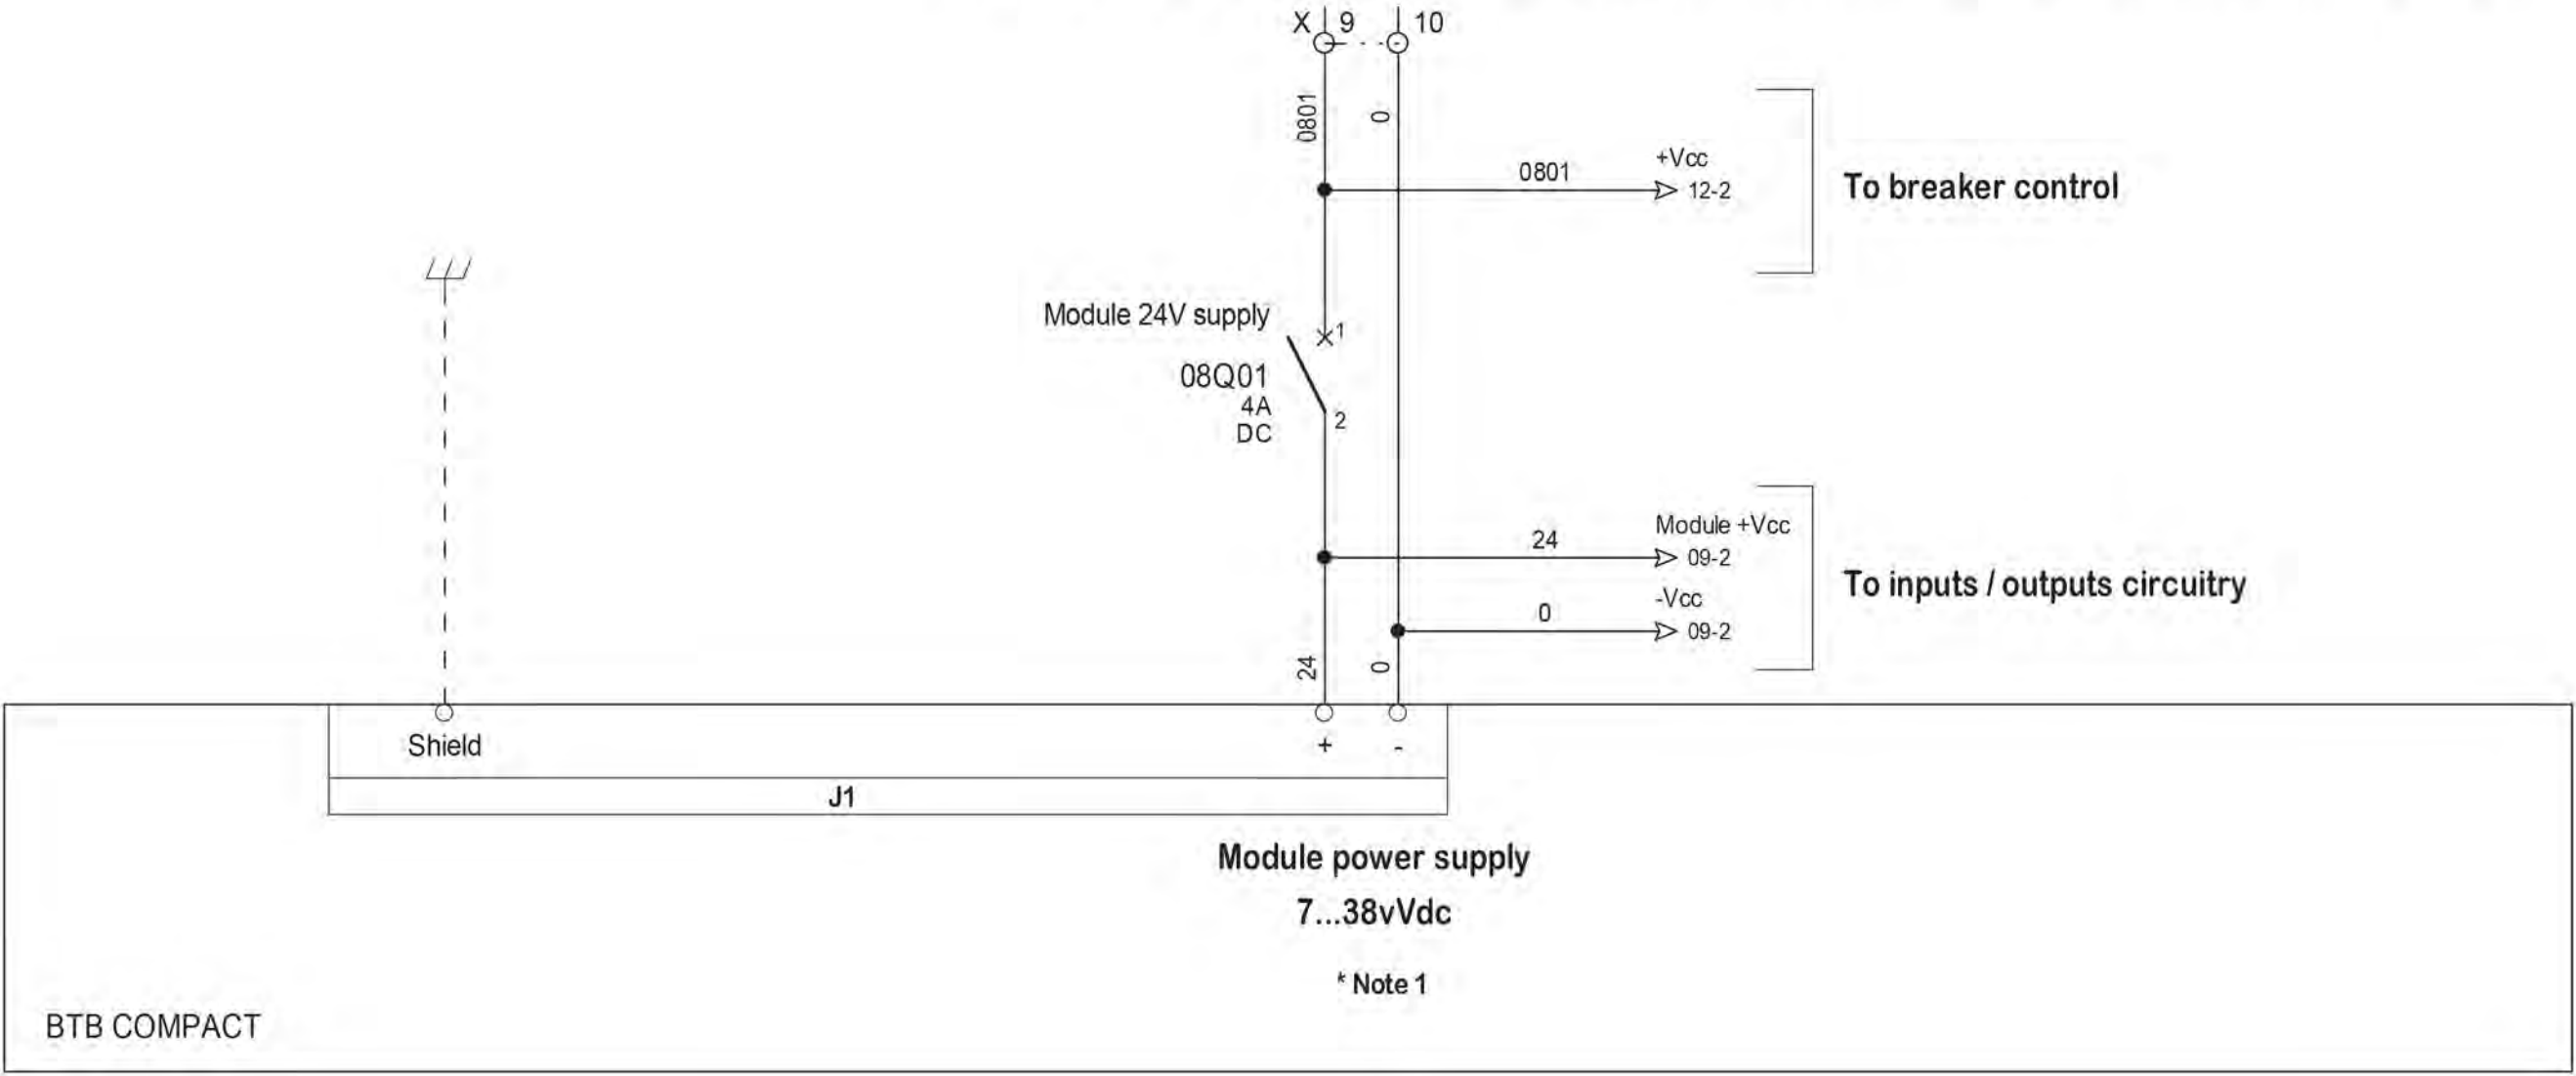 X 9 10
0801
0
0801
+Vcc
12-2
To breaker control
Module 24V supply
1
08Q01
4A
2
DC
24
Module +Vcc
09-2
To inputs / outputs circuitry
0
-Vcc
09-2
24
0
Shield
+
-
J1
Module power supply
7...38vVdc
* Note 1
BTB COMPACT